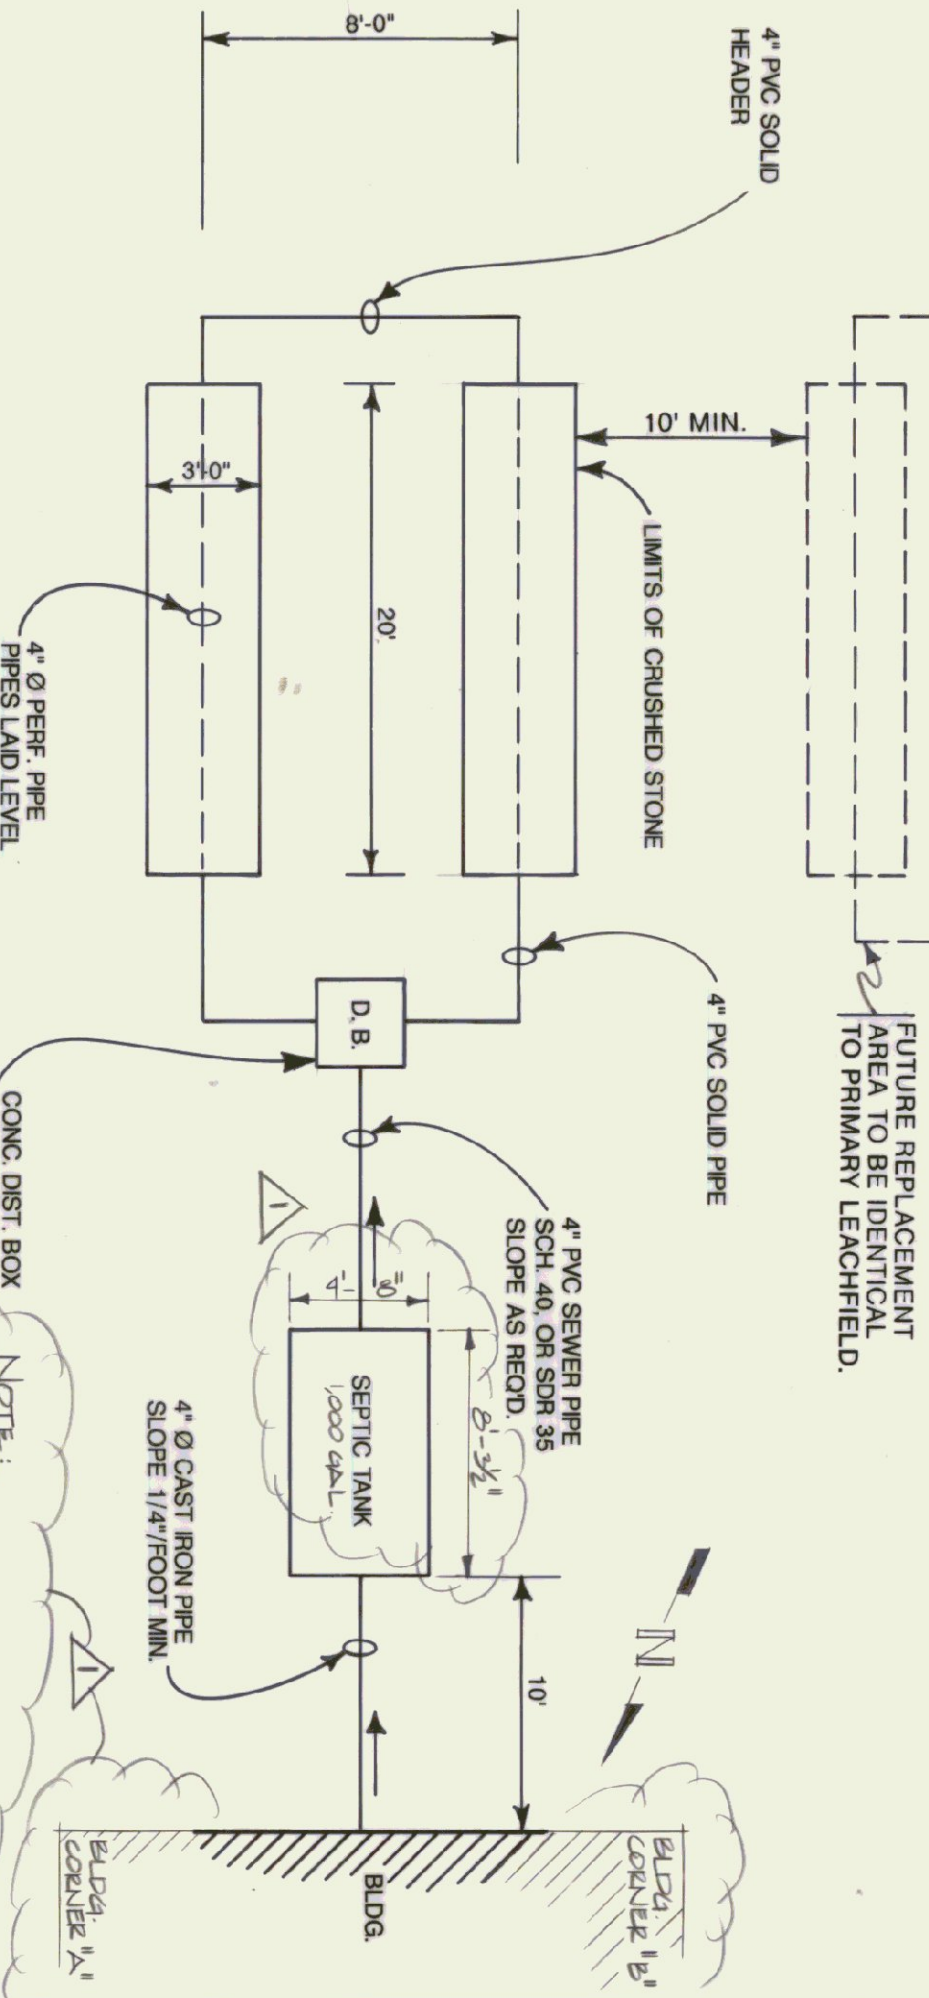 8'-0"
4" PVC SOLID
HEADER
10' MIN.
3'-0"
20'
LIMITS OF CRUSHED STONE
4" Ø PERF. PIPE
PIPES LAID LEVEL
FUTURE REPLACEMENT
AREA TO BE IDENTICAL
TO PRIMARY LEACHFIELD.
4" PVC SOLID PIPE
D. B.
CONC. DIST. BOX
4" PVC SEWER PIPE
SCH. 40, OR SDR 35
SLOPE AS REQ'D.
1
4'-8"
8'-3½"
SEPTIC TANK
1,000 GAL.
NOTE:
4" Ø CAST IRON PIPE
SLOPE 1/4"/FOOT MIN.
N
10'
1
BLDG.
BLDG.
CORNER "B"
BLDG.
CORNER "A"